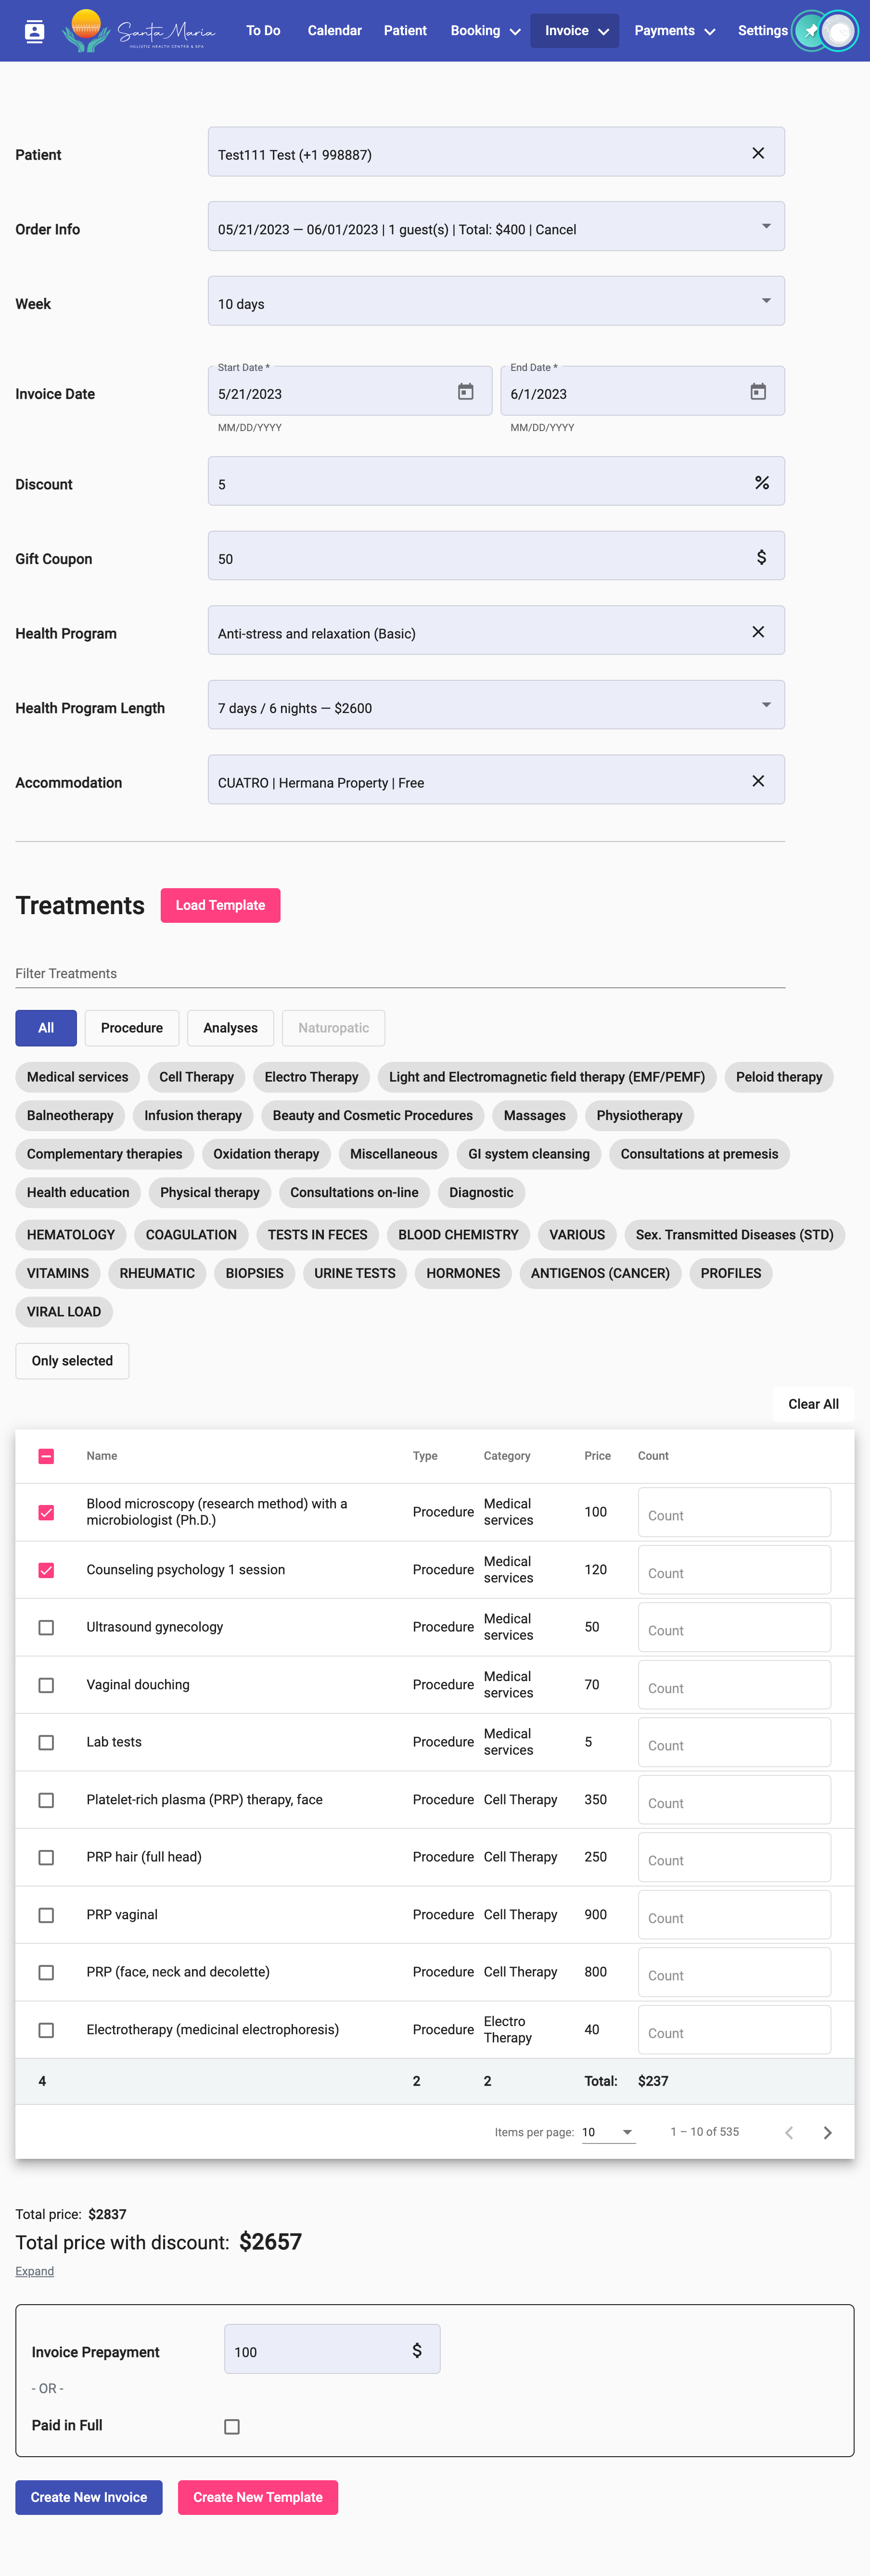 Santa Maria
HOLISTIC HEALTH CENTER & SPA
To Do Calendar Patient Booking Invoice Payments Settings
Patient Test111 Test (+1 998887)
Order Info 05/21/2023 — 06/01/2023 | 1 guest(s) | Total: $400 | Cancel
Week 10 days
Start Date * End Date *
Invoice Date 5/21/2023 6/1/2023
MM/DD/YYYY MM/DD/YYYY
Discount 5 %
Gift Coupon 50 $
Health Program Anti-stress and relaxation (Basic)
Health Program Length 7 days / 6 nights — $2600
Accommodation CUATRO | Hermana Property | Free
Treatments Load Template
Filter Treatments
All Procedure Analyses Naturopatic
Medical services Cell Therapy Electro Therapy Light and Electromagnetic field therapy (EMF/PEMF) Peloid therapy
Balneotherapy Infusion therapy Beauty and Cosmetic Procedures Massages Physiotherapy
Complementary therapies Oxidation therapy Miscellaneous GI system cleansing Consultations at premesis
Health education Physical therapy Consultations on-line Diagnostic
HEMATOLOGY COAGULATION TESTS IN FECES BLOOD CHEMISTRY VARIOUS Sex. Transmitted Diseases (STD)
VITAMINS RHEUMATIC BIOPSIES URINE TESTS HORMONES ANTIGENOS (CANCER) PROFILES
VIRAL LOAD
Only selected
Clear All
Name Type Category Price Count
Blood microscopy (research method) with a
microbiologist (Ph.D.) Procedure Medical
services 100 Count
Counseling psychology 1 session Procedure Medical
services 120 Count
Ultrasound gynecology Procedure Medical
services 50 Count
Vaginal douching Procedure Medical
services 70 Count
Lab tests Procedure Medical
services 5 Count
Platelet-rich plasma (PRP) therapy, face Procedure Cell Therapy 350 Count
PRP hair (full head) Procedure Cell Therapy 250 Count
PRP vaginal Procedure Cell Therapy 900 Count
PRP (face, neck and decolette) Procedure Cell Therapy 800 Count
Electrotherapy (medicinal electrophoresis) Procedure Electro
Therapy 40 Count
4 2 2 Total: $237
Items per page: 10 1 – 10 of 535
Total price: $2837
Total price with discount: $2657
Expand
Invoice Prepayment 100 $
- OR -
Paid in Full
Create New Invoice Create New Template